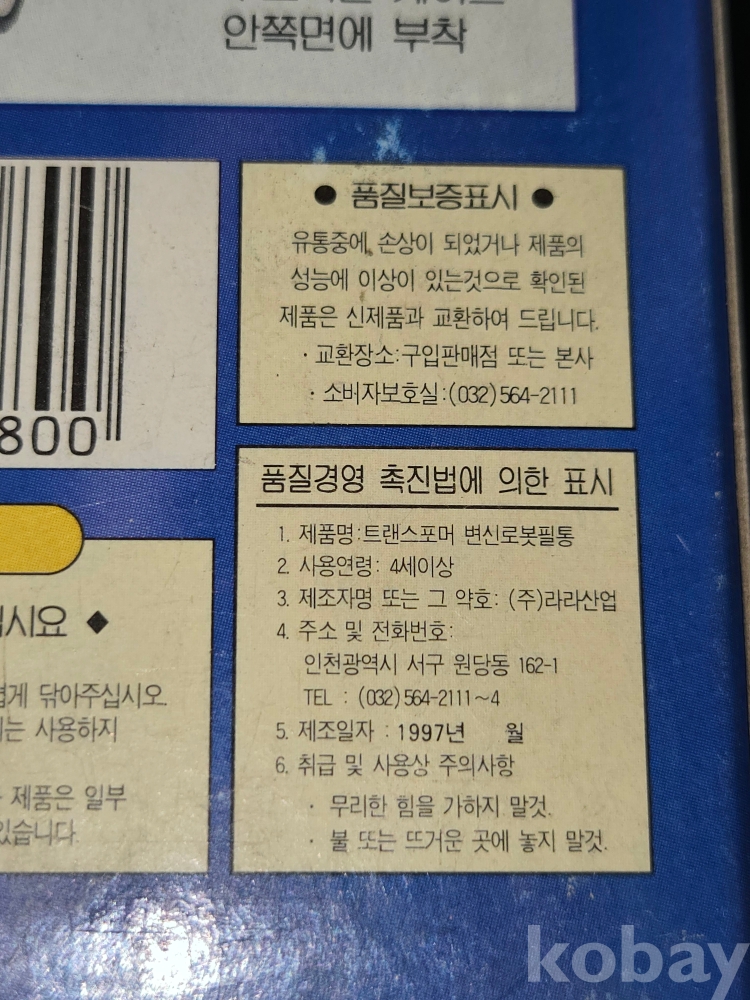 안쪽면에 부착
● 품질보증표시 ●
유통중에 손상이 되었거나 제품의
성능에 이상이 있는것으로 확인된
제품은 신제품과 교환하여 드립니다.
· 교환장소:구입판매점 또는 본사
· 소비자보호실:(032)564-2111
800
품질경영 촉진법에 의한 표시
1. 제품명:트랜스포머 변신로봇필통
2. 사용연령: 4세이상
3. 제조자명 또는 그 약호: (주)라라산업
4. 주소 및 전화번호:
인천광역시 서구 원당동 162-1
TEL : (032)564-2111~4
5. 제조일자 : 1997년 월
6. 취급 및 사용상 주의사항
· 무리한 힘을 가하지 말것.
· 불 또는 뜨거운 곳에 놓지 말것.
십시요 ◆
닦아주십시오.
는 사용하지
제품은 일부
있습니다.
kobay